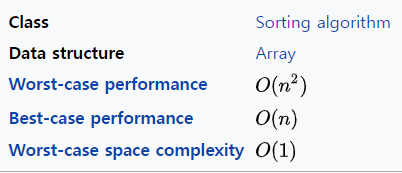 Class Sorting algorithm
Data structure Array
Worst-case performance O(n²)
Best-case performance O(n)
Worst-case space complexity O(1)